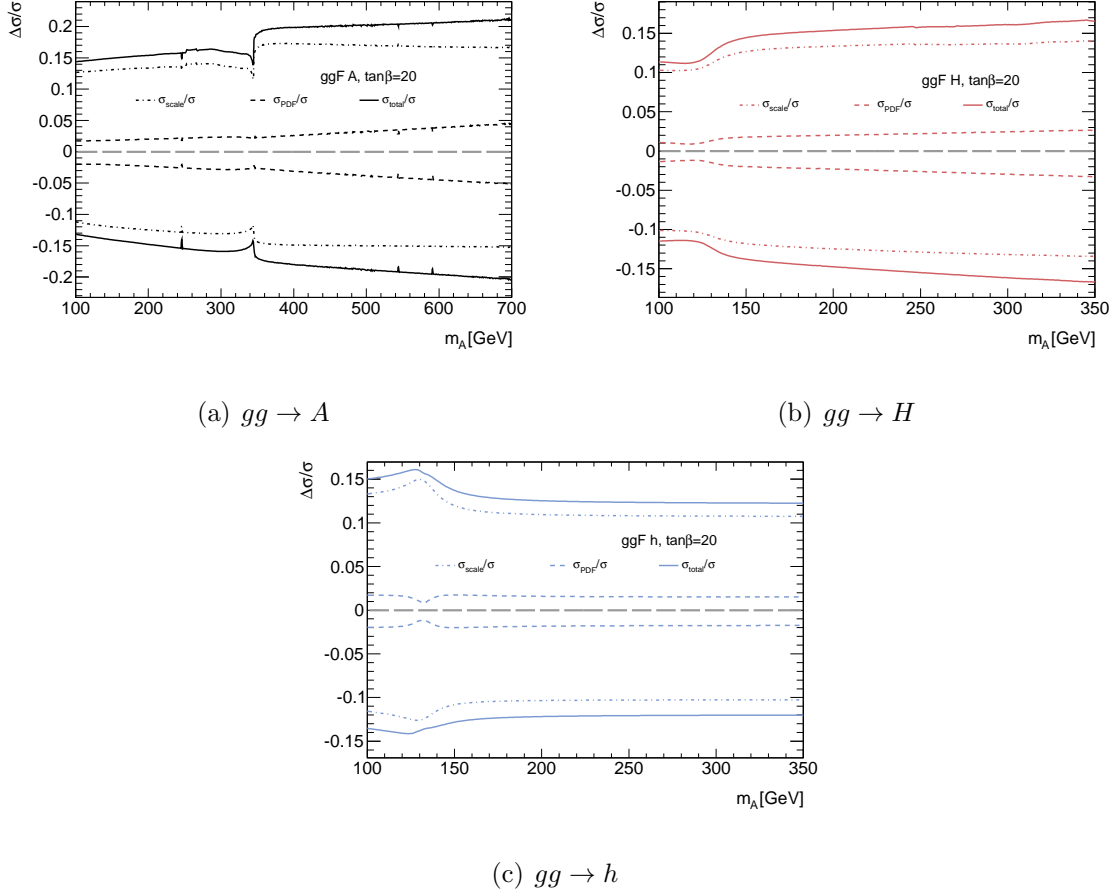 Δσ/σ
0.2
0.15
0.1
0.05
0
-0.05
-0.1
-0.15
-0.2
ggF A, tanβ=20
σscale/σ σPDF/σ σtotal/σ
100 200 300 400 500 600 700
mA [GeV]
(a) gg → A
Δσ/σ
0.15
0.1
0.05
0
-0.05
-0.1
-0.15
ggF H, tanβ=20
σscale/σ σPDF/σ σtotal/σ
100 150 200 250 300 350
mA [GeV]
(b) gg → H
Δσ/σ
0.15
0.1
0.05
0
-0.05
-0.1
-0.15
ggF h, tanβ=20
σscale/σ σPDF/σ σtotal/σ
100 150 200 250 300 350
mA [GeV]
(c) gg → h